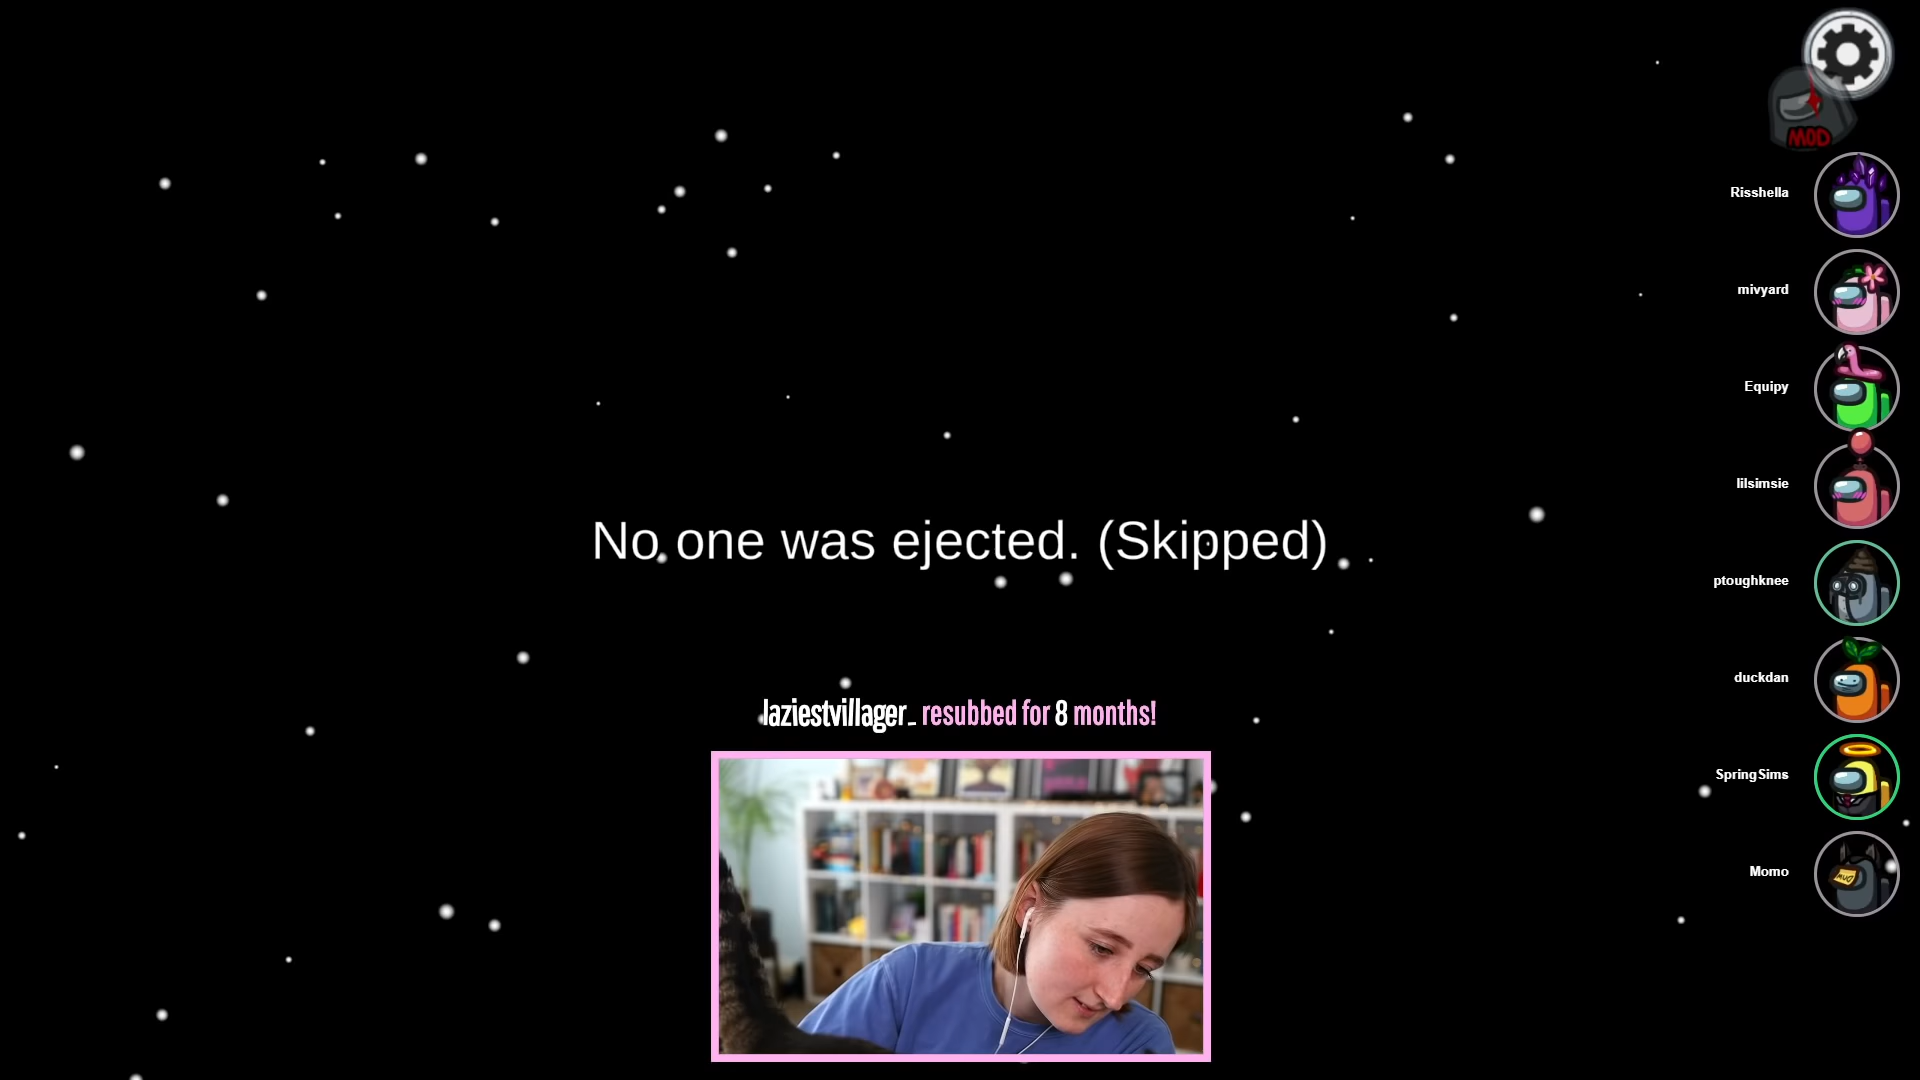 MOD
Risshella
mivyard
Equipy
lilsimsie
No one was ejected. (Skipped)
ptoughknee
duckdan
laziestvillager_ resubbed for 8 months!
SpringSims
Momo